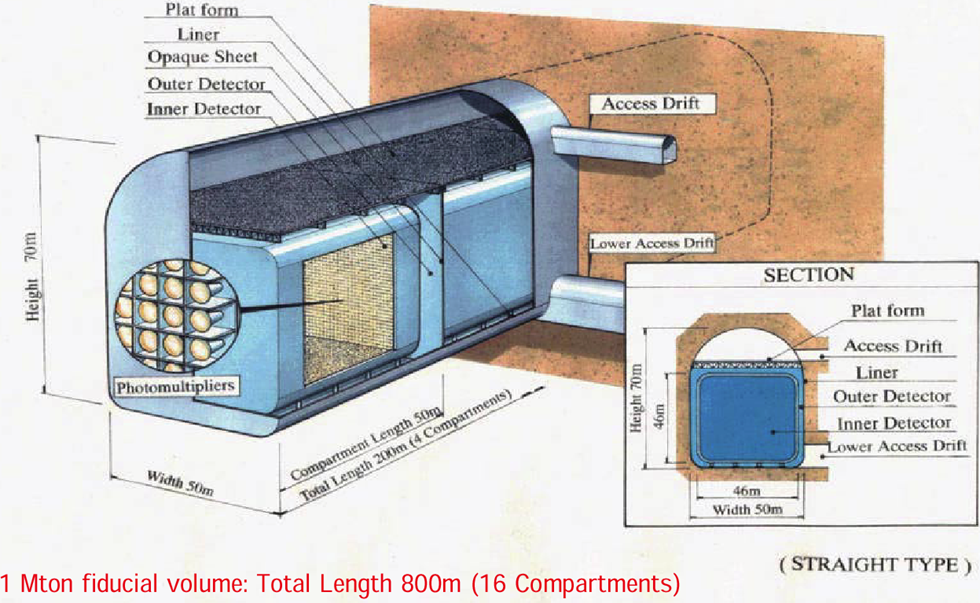 Plat form
Liner
Opaque Sheet
Outer Detector
Inner Detector
Access Drift
Lower Access Drift
Height 70m
Photomultipliers
Width 50m
Compartment Length 50m
Total Length 200m (4 Compartments)
SECTION
Plat form
Access Drift
Liner
Outer Detector
Inner Detector
Lower Access Drift
Height 70m
46m
46m
Width 50m
( STRAIGHT TYPE )
1 Mton fiducial volume: Total Length 800m (16 Compartments)